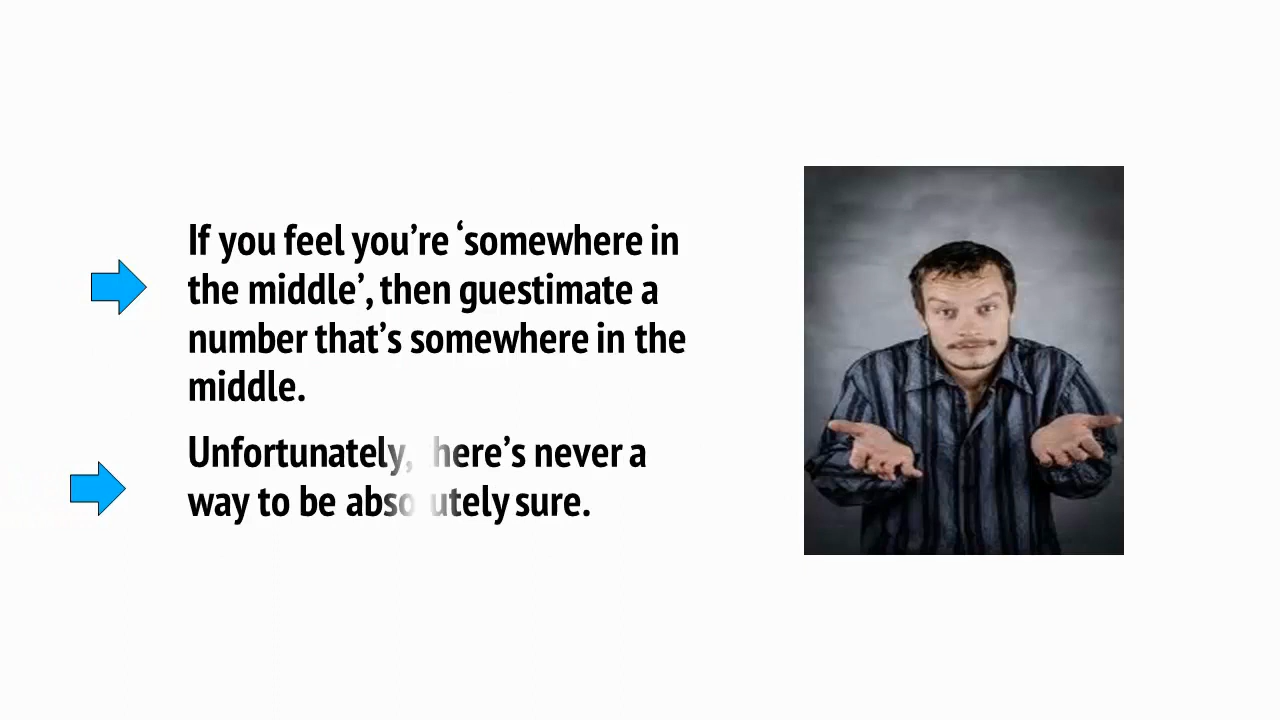 If you feel you’re ‘somewhere in
the middle’, then guestimate a
number that’s somewhere in the
middle.
Unfortunately, there’s never a
way to be absolutely sure.